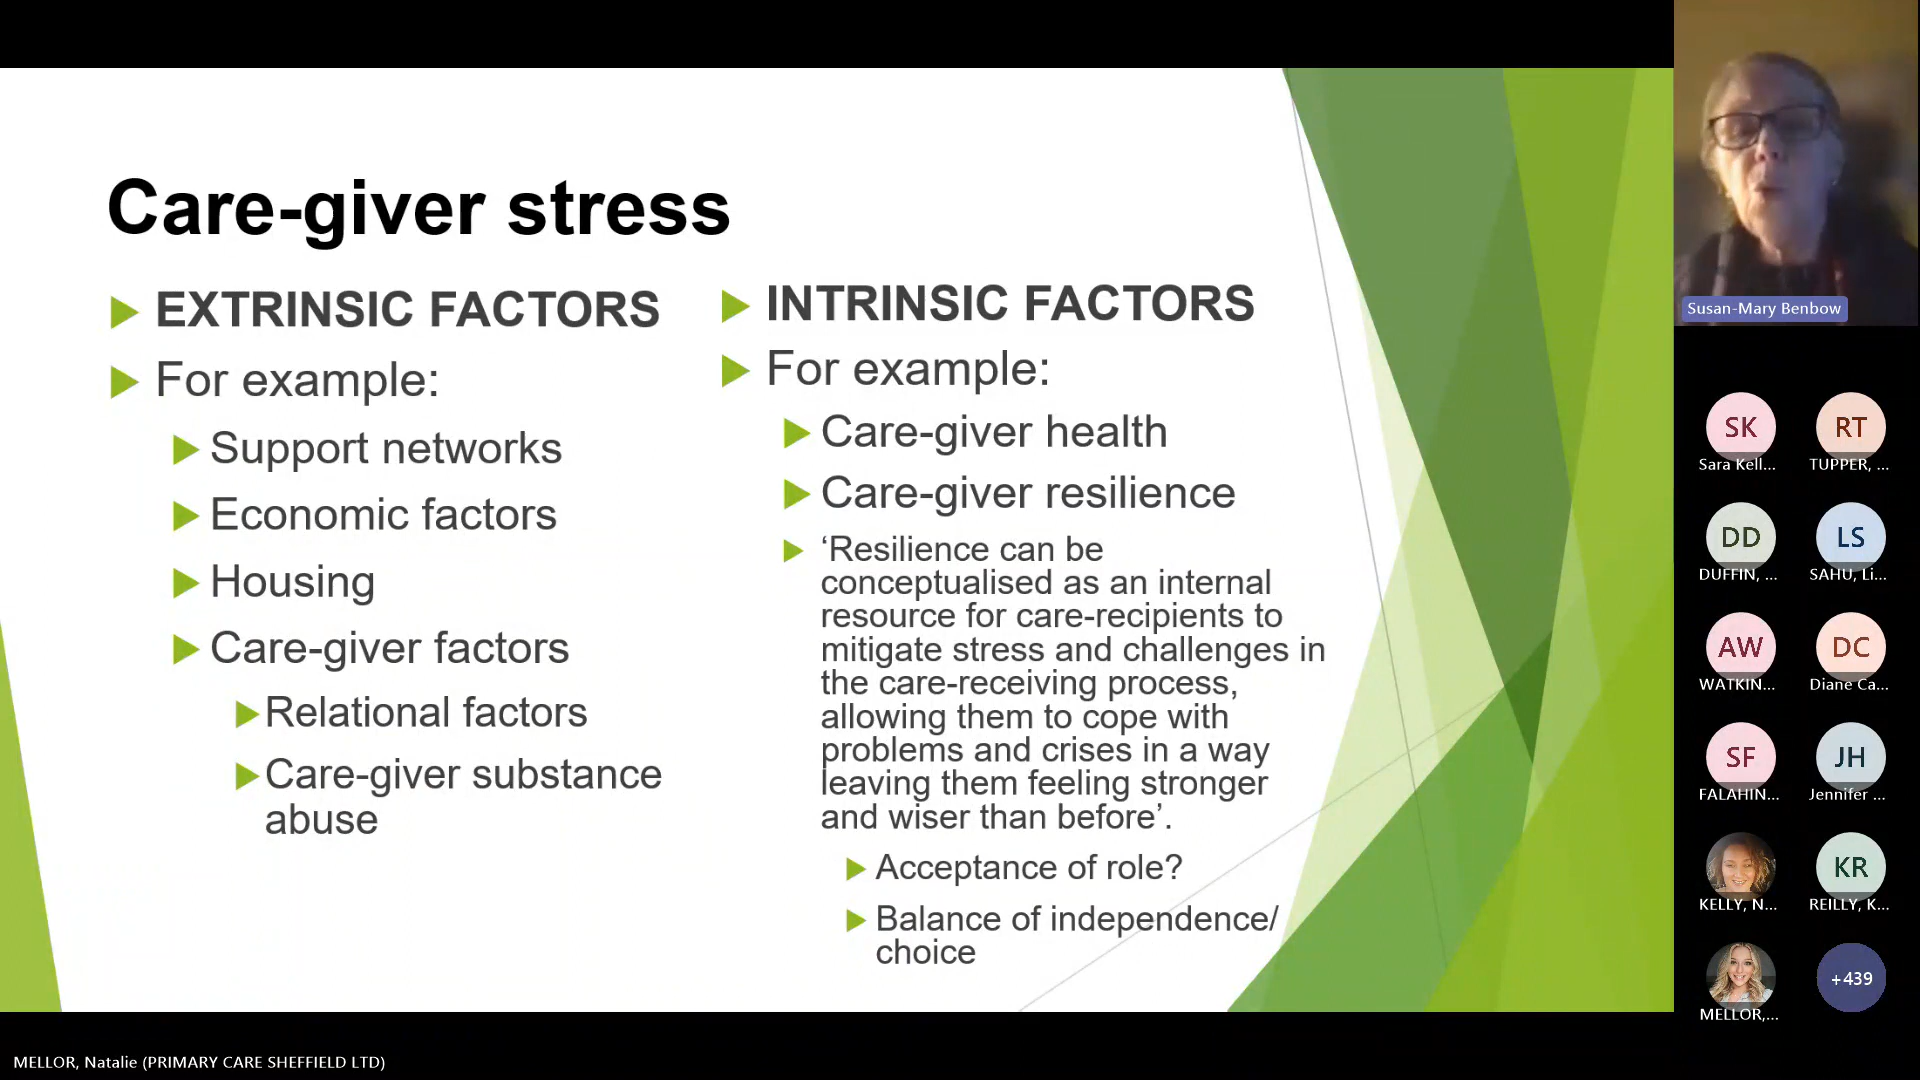 Care-giver stress
EXTRINSIC FACTORS
For example:
Support networks
Economic factors
Housing
Care-giver factors
Relational factors
Care-giver substance
abuse
INTRINSIC FACTORS
For example:
Care-giver health
Care-giver resilience
‘Resilience can be
conceptualised as an internal
resource for care-recipients to
mitigate stress and challenges in
the care-receiving process,
allowing them to cope with
problems and crises in a way
leaving them feeling stronger
and wiser than before’.
Acceptance of role?
Balance of independence/
choice
Susan-Mary Benbow
SK
Sara Kell...
RT
TUPPER, ...
DD
DUFFIN, ...
LS
SAHU, Li...
AW
WATKIN...
DC
Diane Ca...
SF
FALAHIN...
JH
Jennifer ...
KELLY, N...
KR
REILLY, K...
MELLOR,...
+439
MELLOR, Natalie (PRIMARY CARE SHEFFIELD LTD)